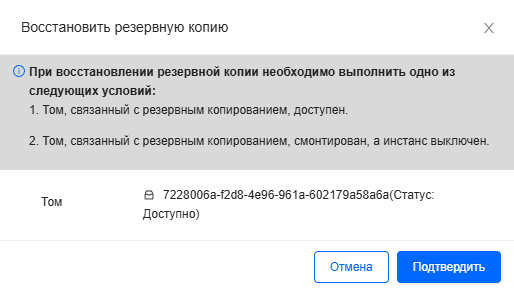 Восстановить резервную копию
При восстановлении резервной копии необходимо выполнить одно из
следующих условий:
1. Том, связанный с резервным копированием, доступен.
2. Том, связанный с резервным копированием, смонтирован, а инстанс выключен.
Том
7228006a-f2d8-4e96-961a-602179a58a6a(Статус:
Доступно)
Отмена
Подтвердить